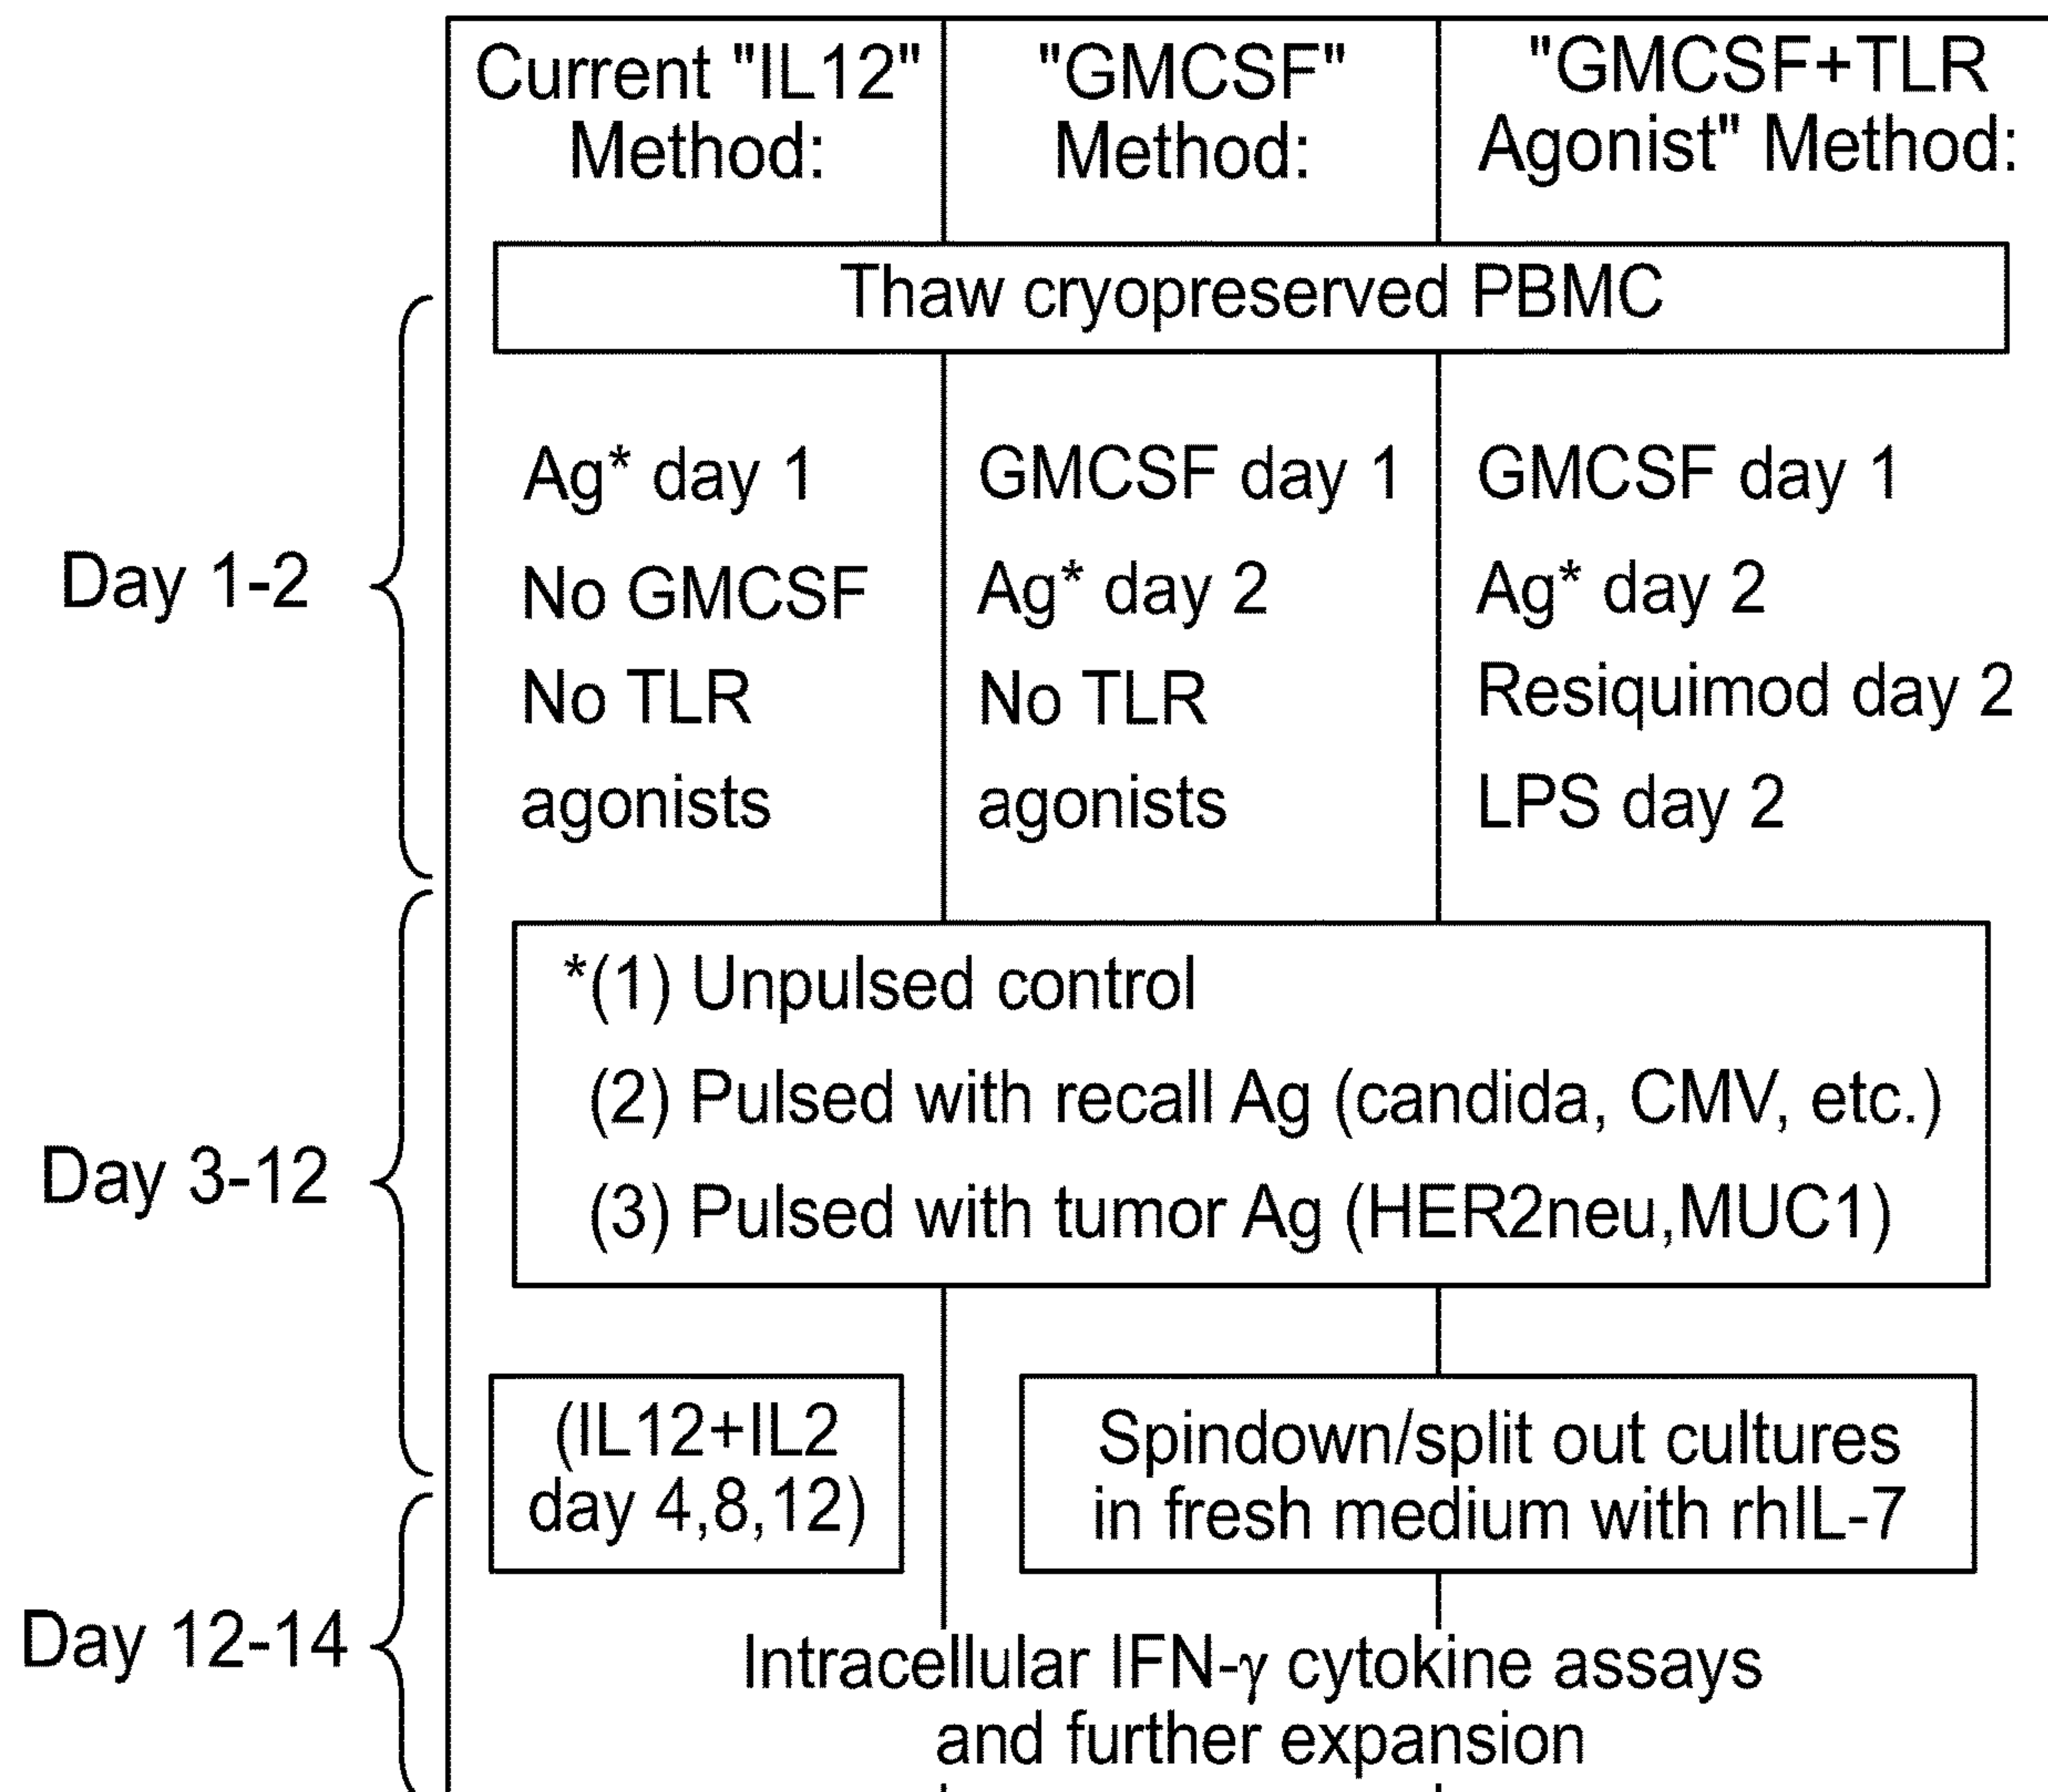 Current "IL12"
Method:
"GMCSF"
Method:
"GMCSF+TLR
Agonist" Method:
Thaw cryopreserved PBMC
Day 1-2
Ag* day 1
No GMCSF
No TLR
agonists
GMCSF day 1
Ag* day 2
No TLR
agonists
GMCSF day 1
Ag* day 2
Resiquimod day 2
LPS day 2
Day 3-12
*(1) Unpulsed control
(2) Pulsed with recall Ag (candida, CMV, etc.)
(3) Pulsed with tumor Ag (HER2neu,MUC1)
(IL12+IL2
day 4,8,12)
Spindown/split out cultures
in fresh medium with rhIL-7
Day 12-14
Intracellular IFN-γ cytokine assays
and further expansion